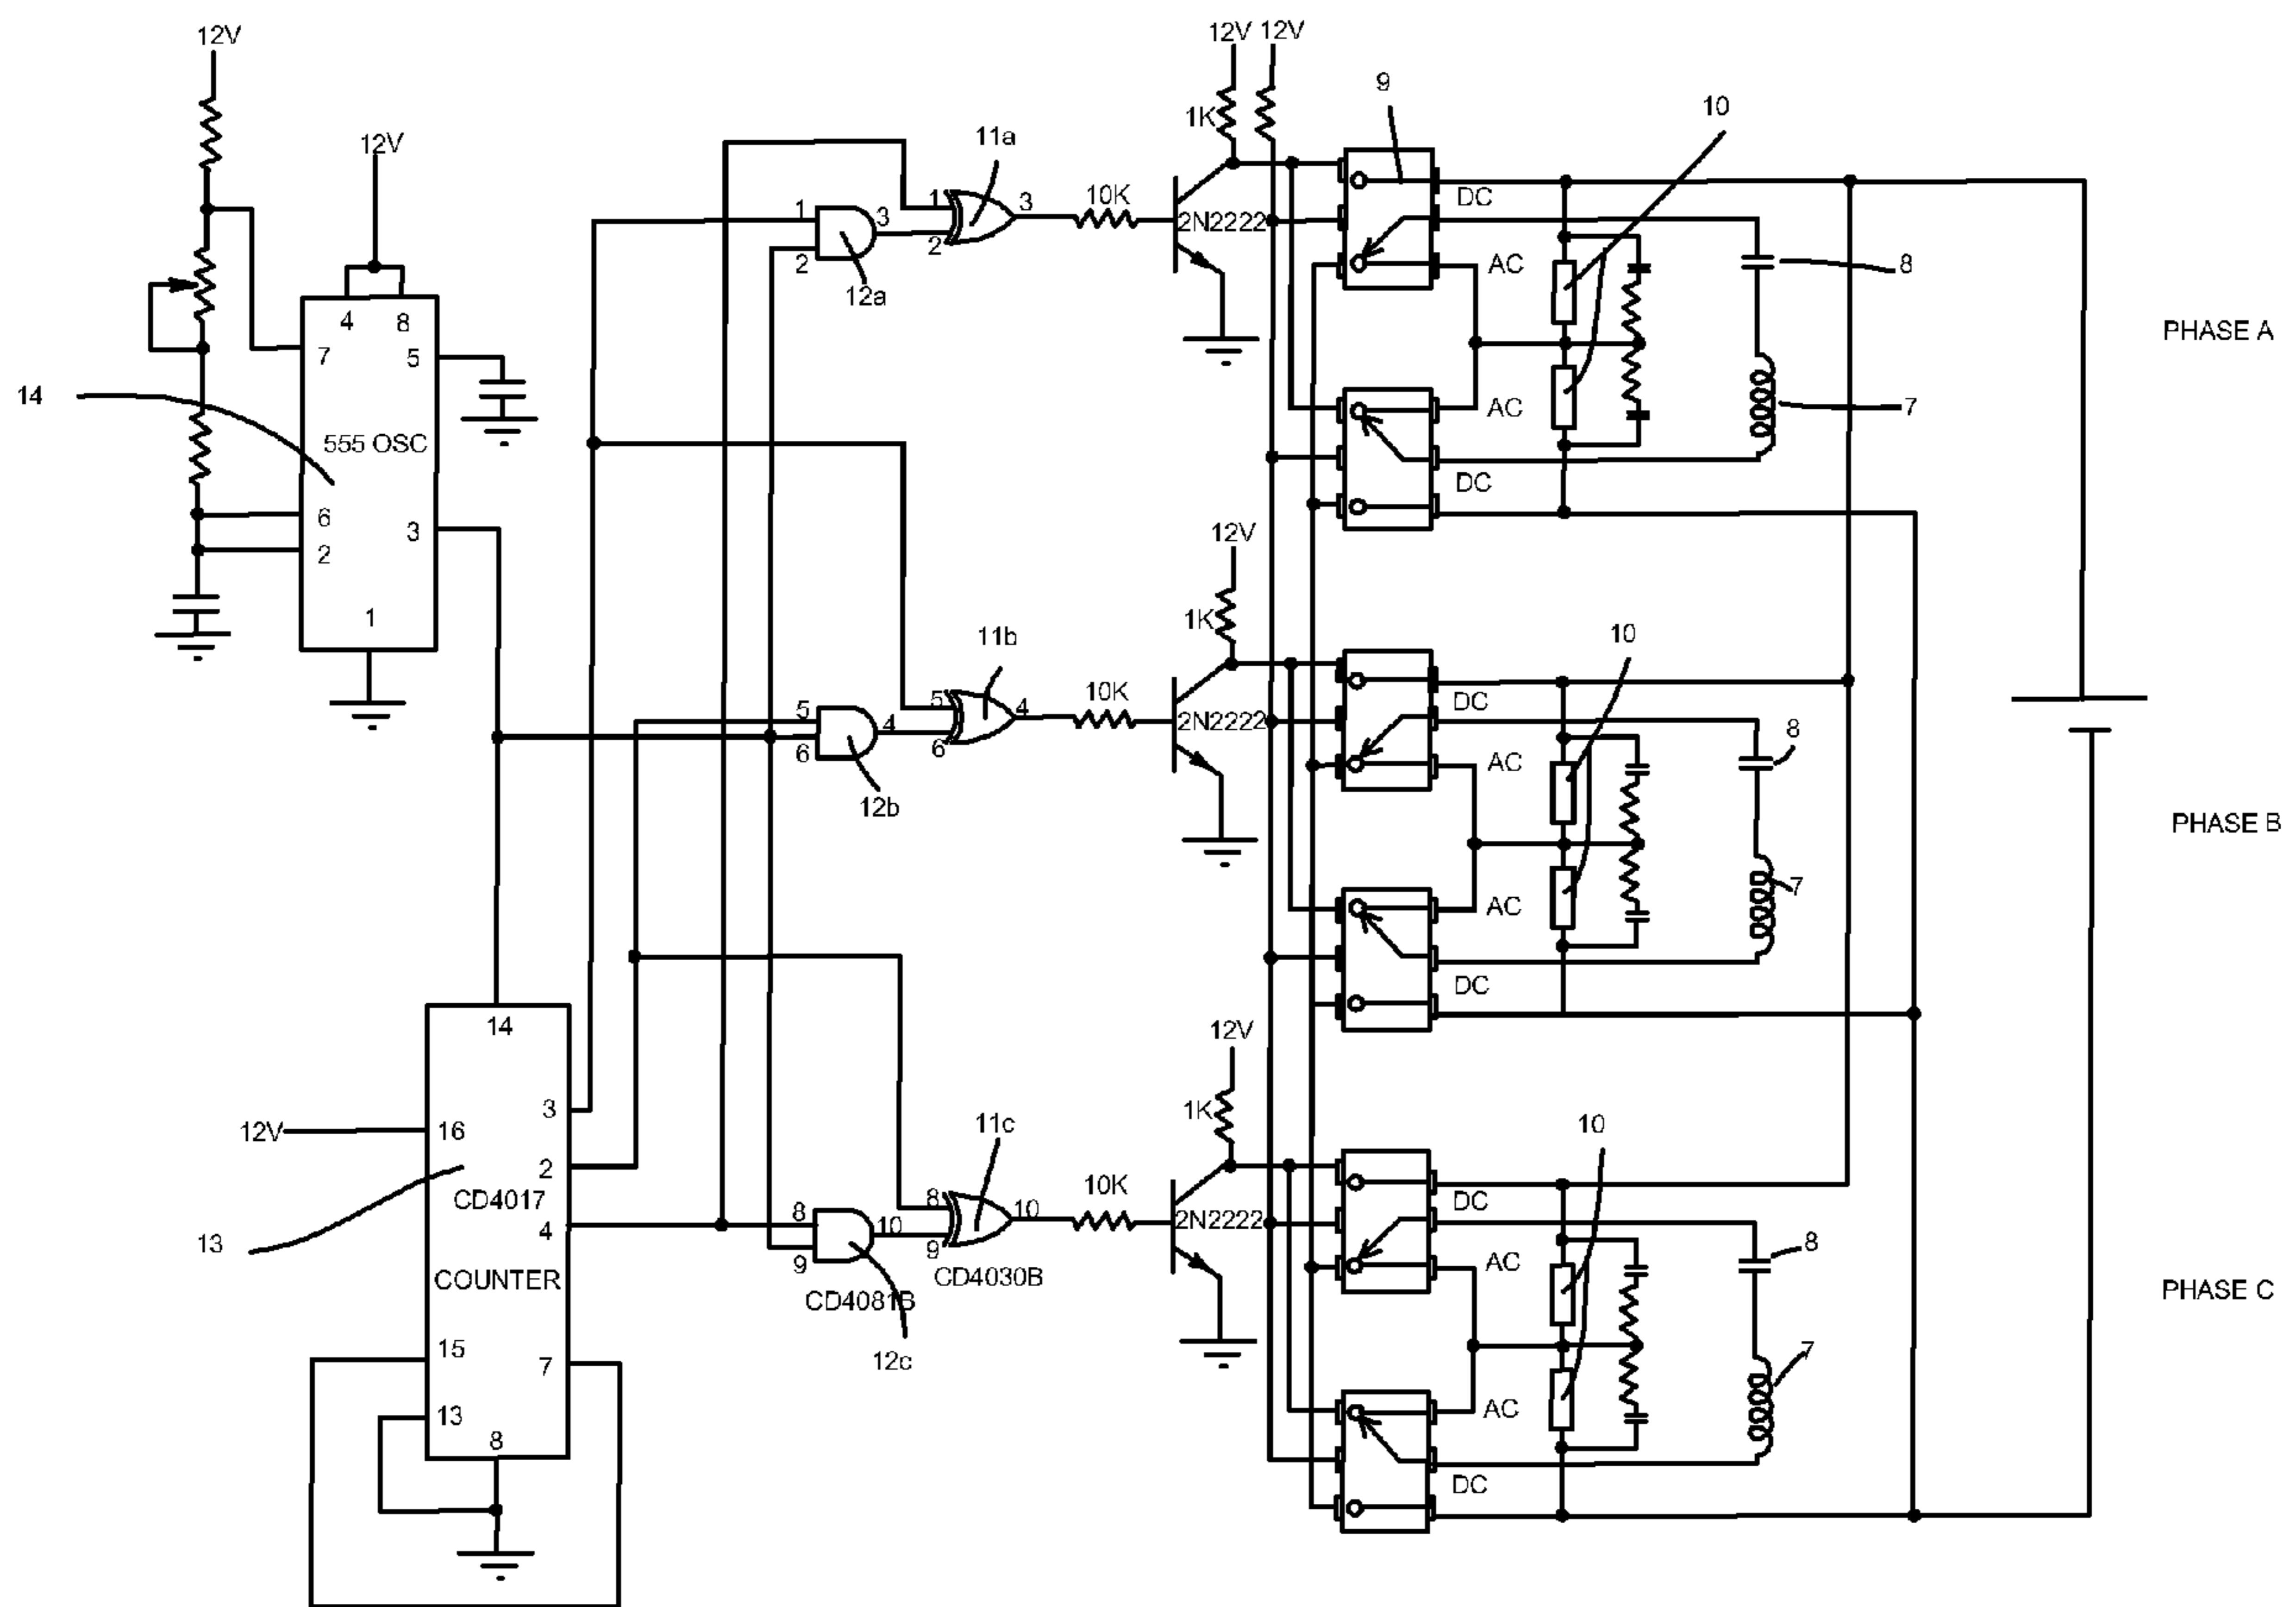 12V
12V
4 8
7
5
14
555 OSC
6
3
2
1
14
3
12V
16
2
CD4017
4
13
COUNTER
15
7
13
8
1
3
2
12a
11a
1
3
2
10K
5
4
6
12b
11b
5
4
6
10K
8
10
9
CD4081B
12c
11c
8
10
9
CD4030B
10K
12V 12V
1K
2N2222
9
10
DC
AC
8
AC
7
DC
PHASE A
12V
1K
2N2222
10
DC
AC
8
AC
7
DC
PHASE B
12V
1K
2N2222
10
DC
AC
8
AC
7
DC
PHASE C